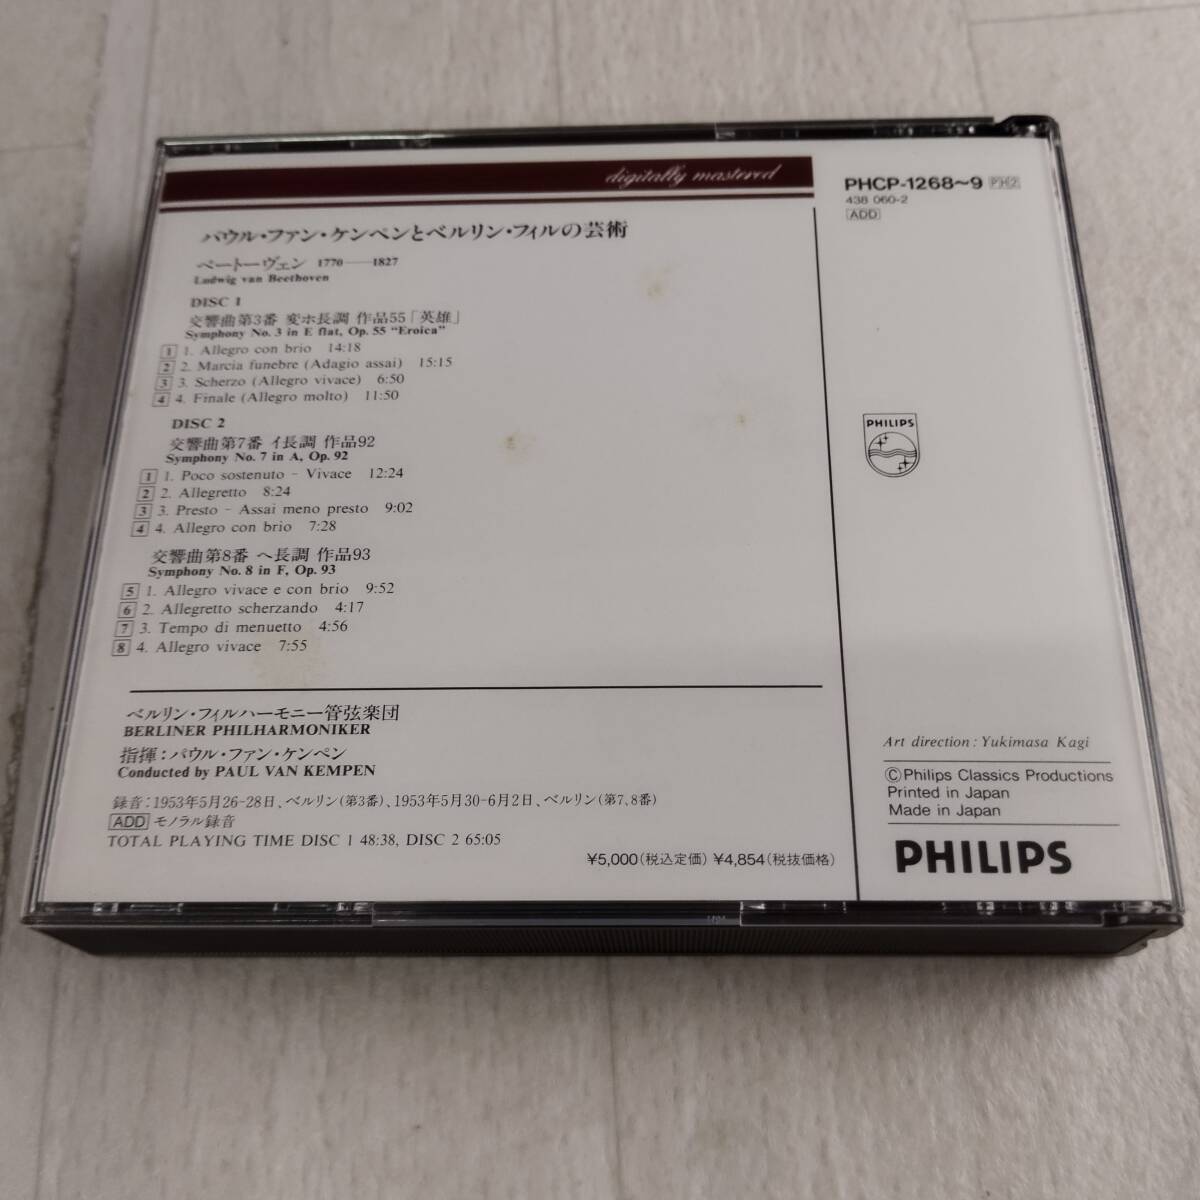 digitally mastered
パウル・ファン・ケンペンとベルリン・フィルの芸術
ベートーヴェン 1770——1827
Ludwig van Beethoven
DISC 1
交響曲第3番 変ホ長調 作品55「英雄」
Symphony No. 3 in E flat, Op. 55 "Eroica"
1 1. Allegro con brio 14:18
2 2. Marcia funebre (Adagio assai) 15:15
3 3. Scherzo (Allegro vivace) 6:50
4 4. Finale (Allegro molto) 11:50
DISC 2
交響曲第7番 イ長調 作品92
Symphony No. 7 in A, Op. 92
1 1. Poco sostenuto – Vivace 12:24
2 2. Allegretto 8:24
3 3. Presto – Assai meno presto 9:02
4 4. Allegro con brio 7:28
交響曲第8番 ヘ長調 作品93
Symphony No. 8 in F, Op. 93
5 1. Allegro vivace e con brio 9:52
6 2. Allegretto scherzando 4:17
7 3. Tempo di menuetto 4:56
8 4. Allegro vivace 7:55
ベルリン・フィルハーモニー管弦楽団
BERLINER PHILHARMONIKER
指揮：パウル・ファン・ケンペン
Conducted by PAUL VAN KEMPEN
録音：1953年5月26-28日、ベルリン(第3番)、1953年5月30-6月2日、ベルリン(第7、8番)
ADD モノラル録音
TOTAL PLAYING TIME DISC 1 48:38, DISC 2 65:05
¥5,000(税込定価) ¥4,854(税抜価格)
PHCP-1268~9 PH2
438 060-2
ADD
PHILIPS
Art direction : Yukimasa Kagi
©Philips Classics Productions
Printed in Japan
Made in Japan
PHILIPS